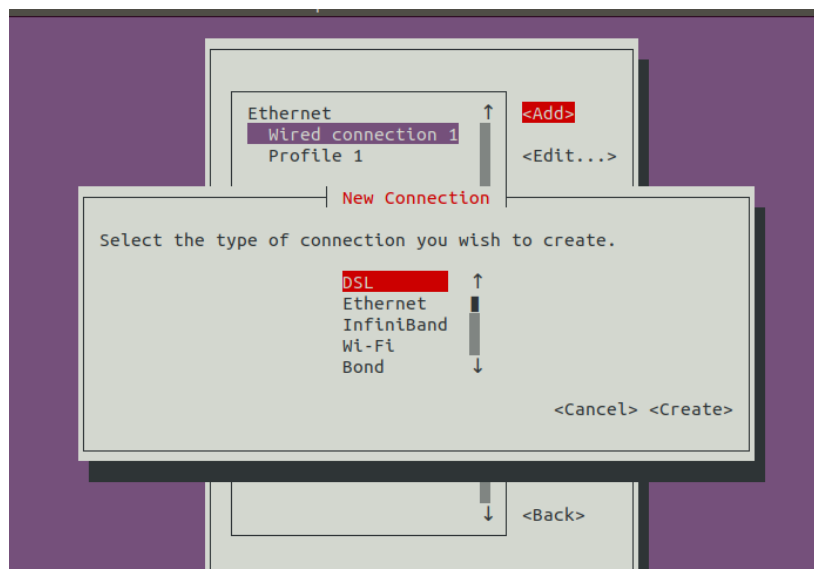 Ethernet ↑ <Add>
Wired connection 1
Profile 1 <Edit...>
New Connection
Select the type of connection you wish to create.
DSL ↑
Ethernet
InfiniBand
Wi-Fi
Bond ↓
<Cancel> <Create>
↓ <Back>